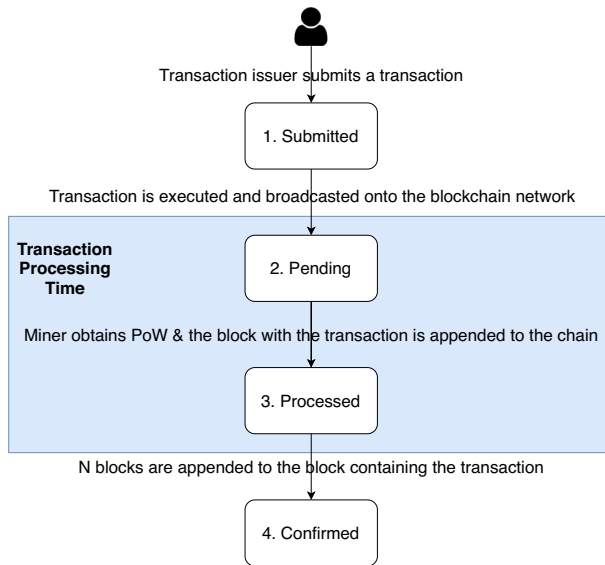 Transaction issuer submits a transaction
1. Submitted
Transaction is executed and broadcasted onto the blockchain network
Transaction
Processing
Time
2. Pending
Miner obtains PoW & the block with the transaction is appended to the chain
3. Processed
N blocks are appended to the block containing the transaction
4. Confirmed